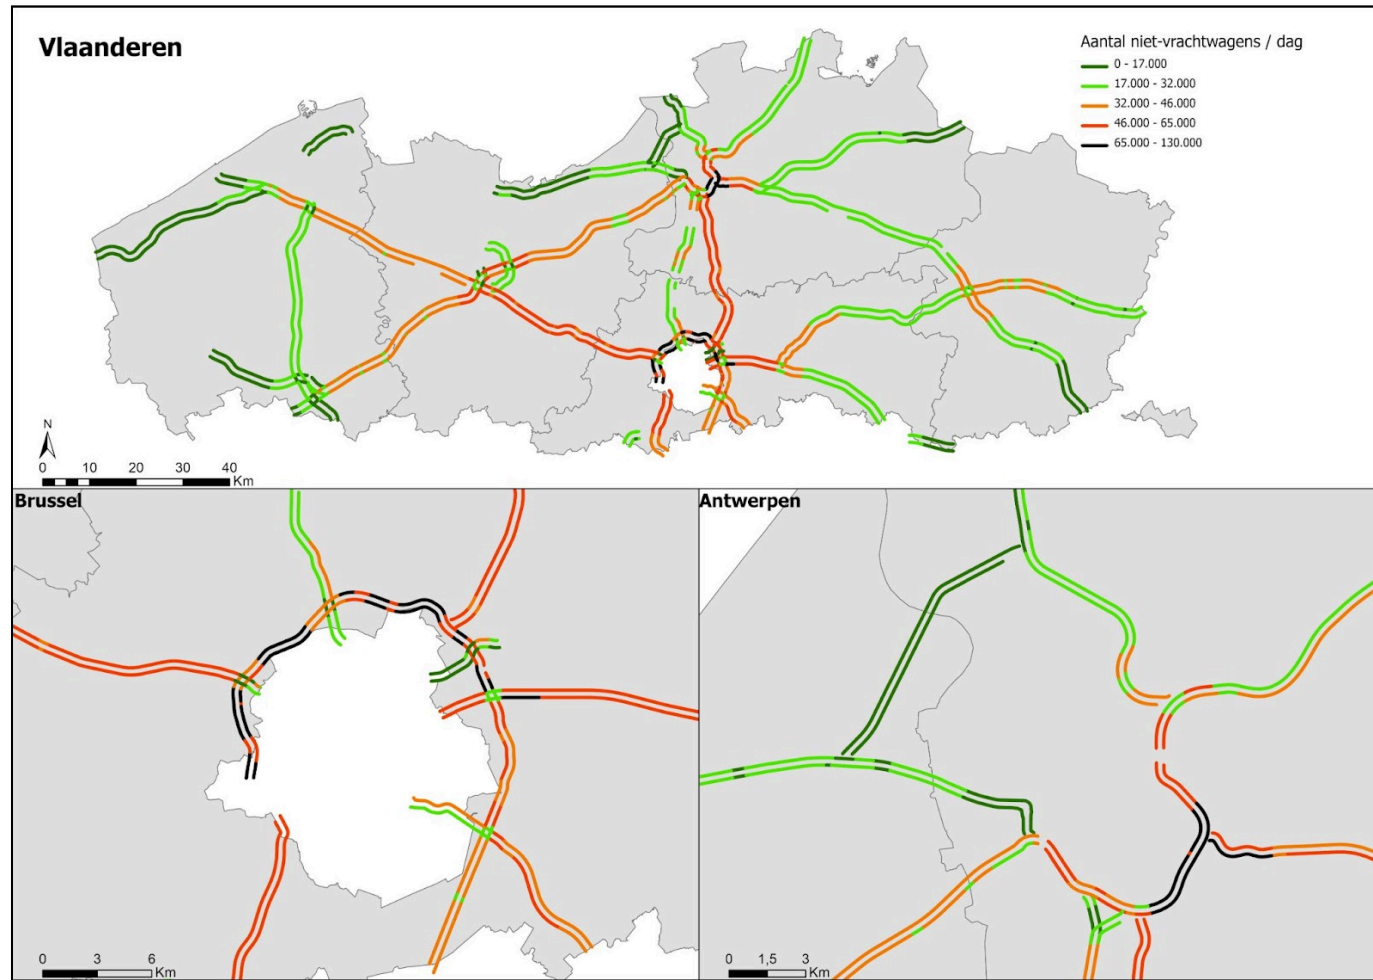 Vlaanderen
Aantal niet-vrachtwagens / dag
0 - 17.000
17.000 - 32.000
32.000 - 46.000
46.000 - 65.000
65.000 - 130.000
N
0 10 20 30 40
Km
Brussel
Antwerpen
0 3 6
Km
0 1,5 3
Km